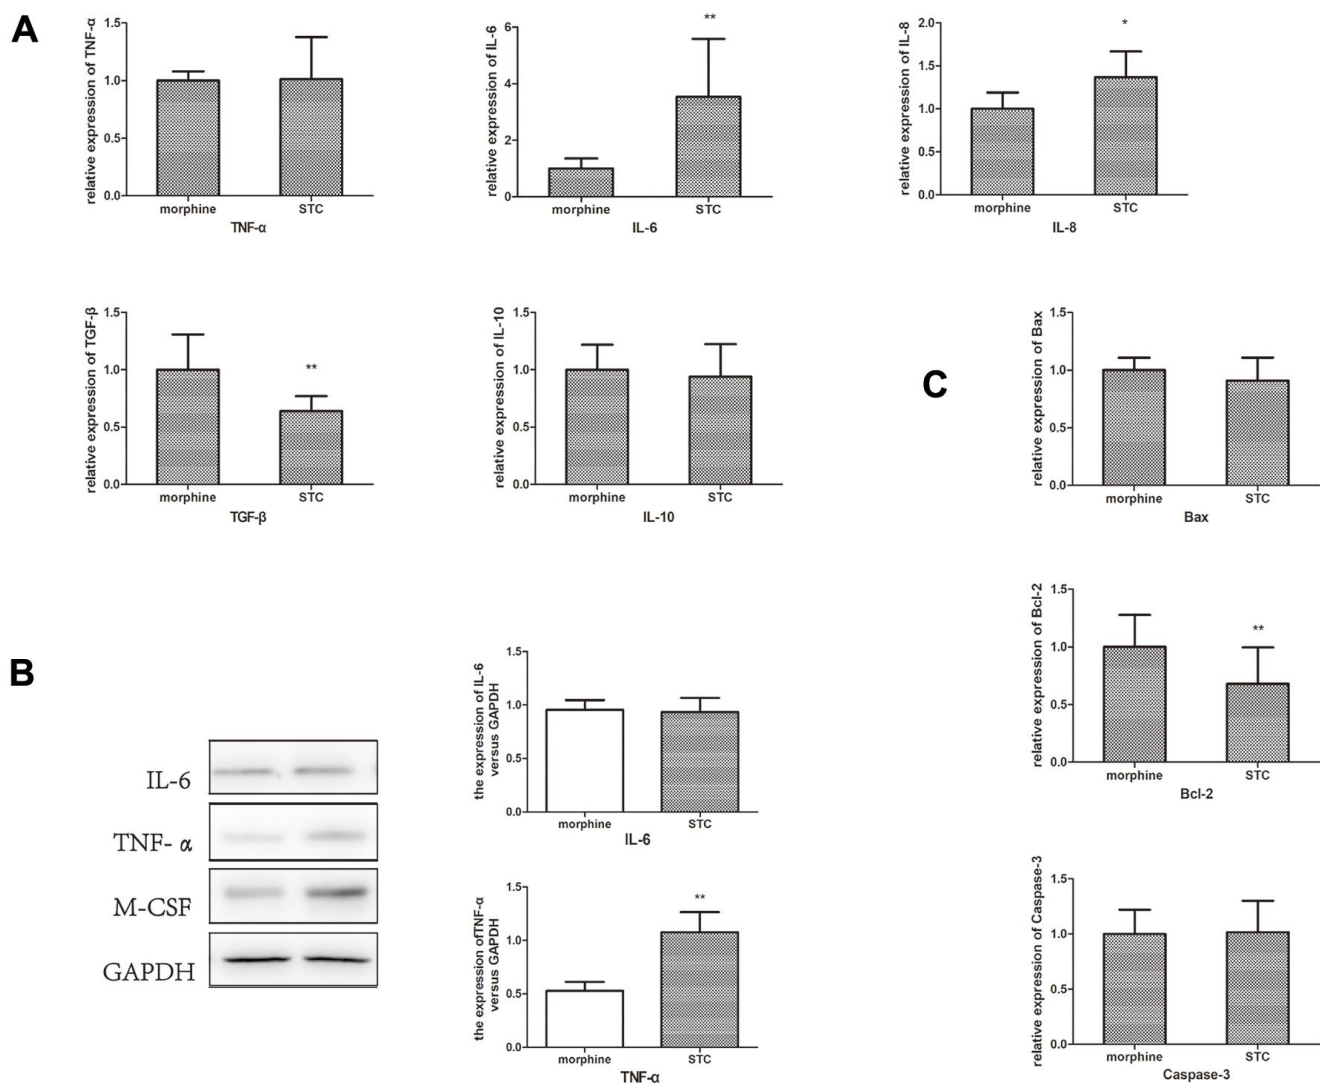 A
relative expression of TNF-α
1.5
1.0
0.5
0.0
morphine STC
TNF-α
relative expression of IL-6
6
4
2
0
**
morphine STC
IL-6
relative expression of IL-8
2.0
1.5
1.0
0.5
0.0
*
morphine STC
IL-8
relative expression of TGF-β
1.5
1.0
0.5
0.0
**
morphine STC
TGF-β
relative expression of IL-10
1.5
1.0
0.5
0.0
morphine STC
IL-10
C
relative expression of Bax
1.5
1.0
0.5
0.0
morphine STC
Bax
relative expression of Bcl-2
1.5
1.0
0.5
0.0
**
morphine STC
Bcl-2
relative expression of Caspase-3
1.5
1.0
0.5
0.0
morphine STC
Caspase-3
B
IL-6
TNF- α
M-CSF
GAPDH
the expression of IL-6
versus GAPDH
1.5
1.0
0.5
0.0
morphine STC
IL-6
the expression ofTNF-α
versus GAPDH
1.5
1.0
0.5
0.0
**
morphine STC
TNF-α